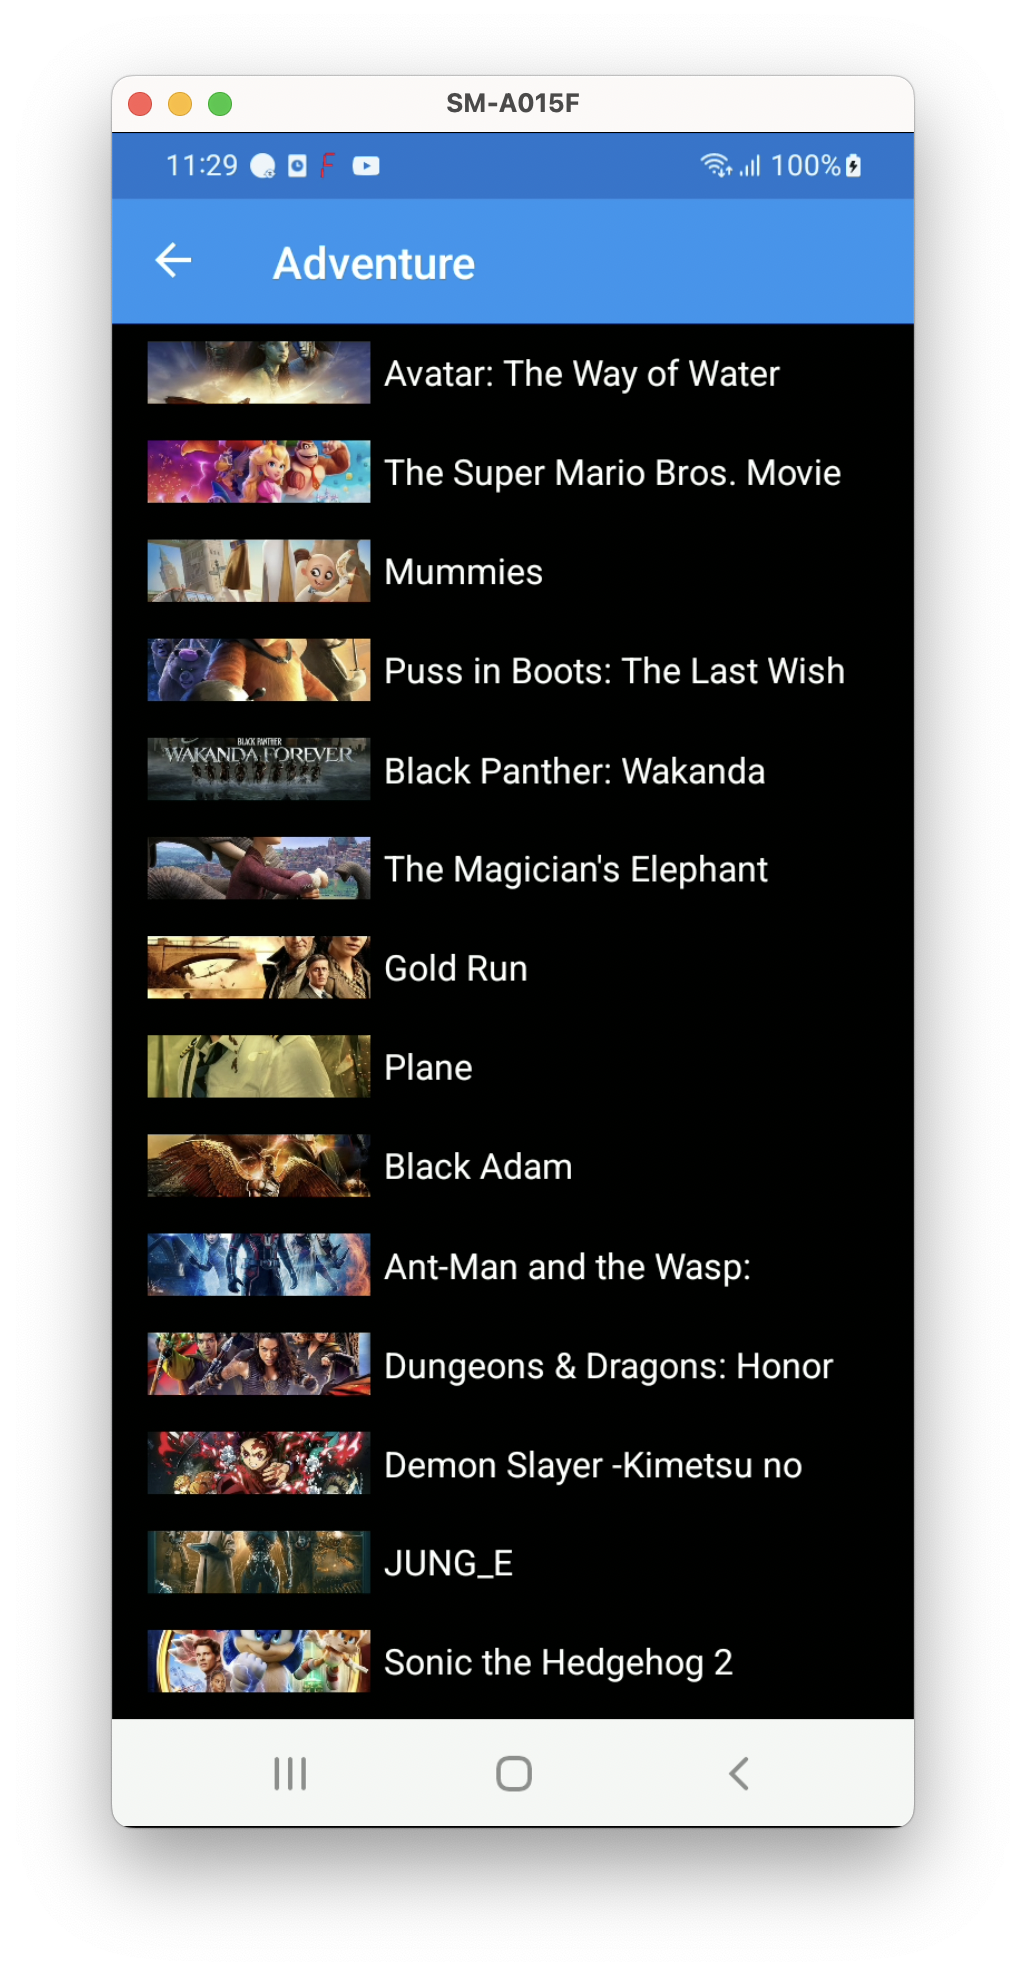 SM-A015F
11:29 F 100%
Adventure
Avatar: The Way of Water
The Super Mario Bros. Movie
Mummies
Puss in Boots: The Last Wish
BLACK PANTHER
WAKANDA FOREVER
Black Panther: Wakanda
The Magician's Elephant
Gold Run
Plane
Black Adam
Ant-Man and the Wasp:
Dungeons & Dragons: Honor
Demon Slayer -Kimetsu no
JUNG_E
Sonic the Hedgehog 2